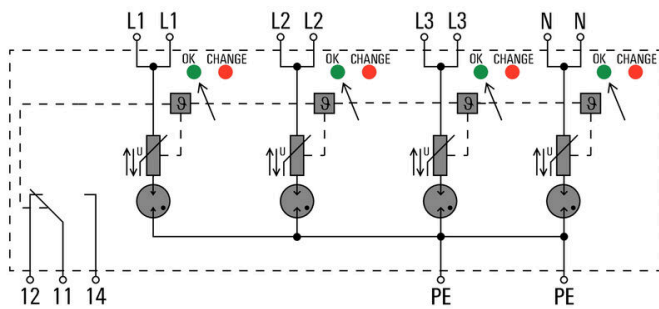 L1 L1 L2 L2 L3 L3 N N
OK CHANGE OK CHANGE OK CHANGE OK CHANGE
ϑ ϑ ϑ ϑ
U U U U
12 11 14 PE PE